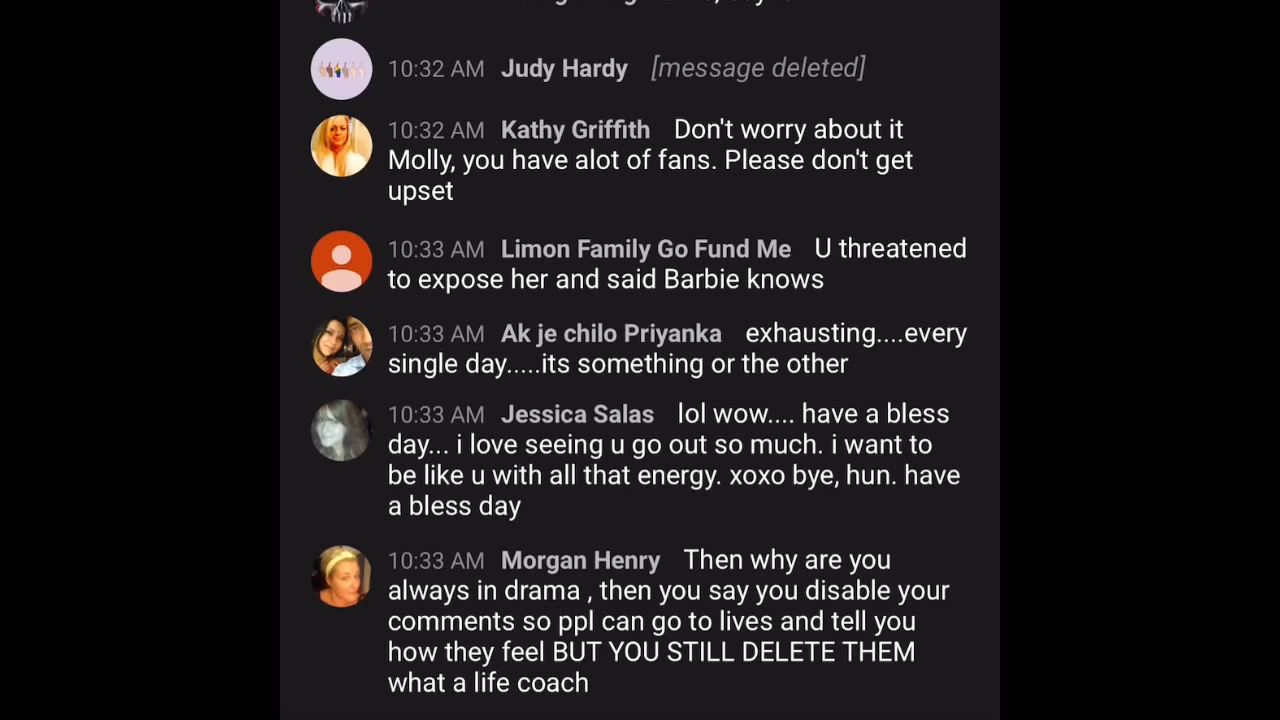 10:32 AM Judy Hardy [message deleted]
10:32 AM Kathy Griffith Don't worry about it
Molly, you have alot of fans. Please don't get
upset
10:33 AM Limon Family Go Fund Me U threatened
to expose her and said Barbie knows
10:33 AM Ak je chilo Priyanka exhausting....every
single day.....its something or the other
10:33 AM Jessica Salas lol wow.... have a bless
day... i love seeing u go out so much. i want to
be like u with all that energy. xoxo bye, hun. have
a bless day
10:33 AM Morgan Henry Then why are you
always in drama , then you say you disable your
comments so ppl can go to lives and tell you
how they feel BUT YOU STILL DELETE THEM
what a life coach